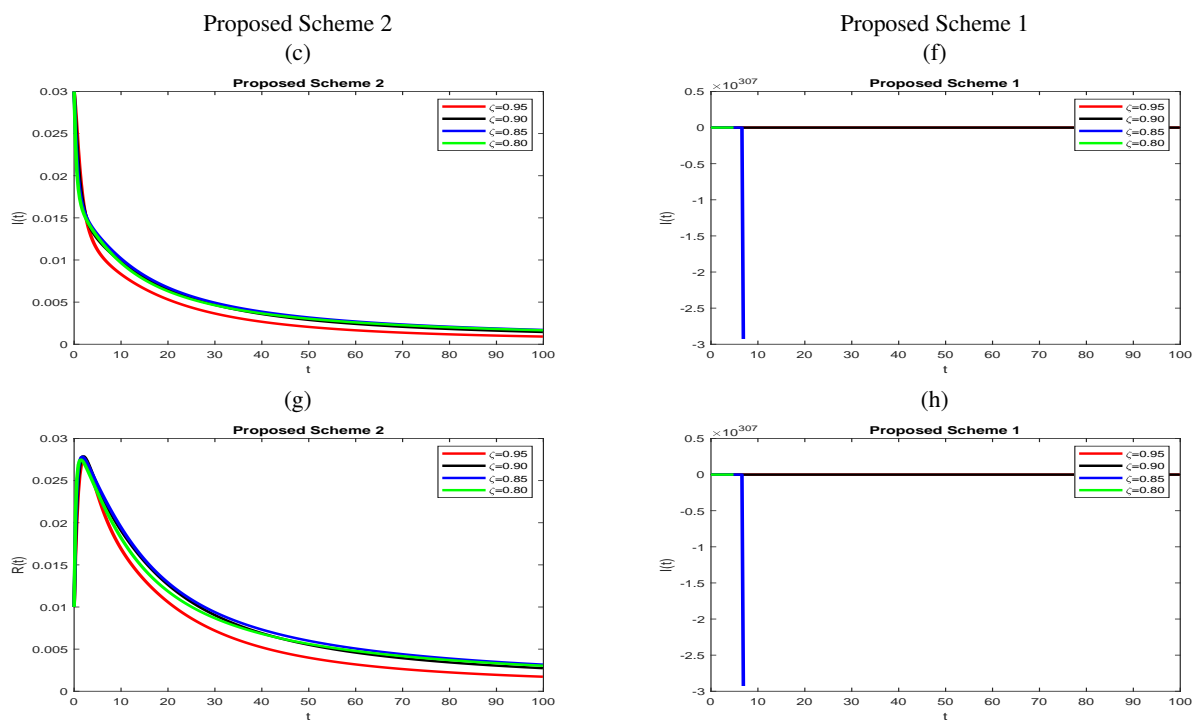 Proposed Scheme 2
(c)
Proposed Scheme 1
(f)
Proposed Scheme 2
0.03
0.025
0.02
0.015
0.01
0.005
0
I(t)
0 10 20 30 40 50 60 70 80 90 100
t
ζ=0.95
ζ=0.90
ζ=0.85
ζ=0.80
Proposed Scheme 1
×10^307
0.5
0
-0.5
-1
-1.5
-2
-2.5
-3
I(t)
0 10 20 30 40 50 60 70 80 90 100
t
ζ=0.95
ζ=0.90
ζ=0.85
ζ=0.80
(g)
Proposed Scheme 2
0.03
0.025
0.02
0.015
0.01
0.005
0
R(t)
0 10 20 30 40 50 60 70 80 90 100
t
ζ=0.95
ζ=0.90
ζ=0.85
ζ=0.80
(h)
Proposed Scheme 1
×10^307
0.5
0
-0.5
-1
-1.5
-2
-2.5
-3
I(t)
0 10 20 30 40 50 60 70 80 90 100
t
ζ=0.95
ζ=0.90
ζ=0.85
ζ=0.80